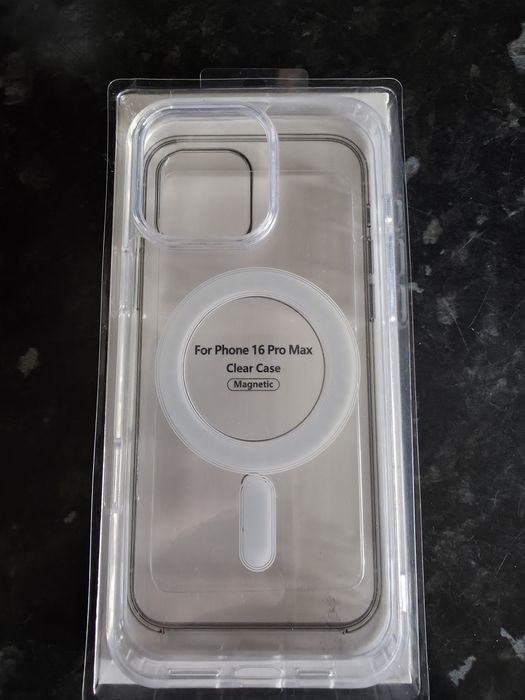 For Phone 16 Pro Max
Clear Case
Magnetic